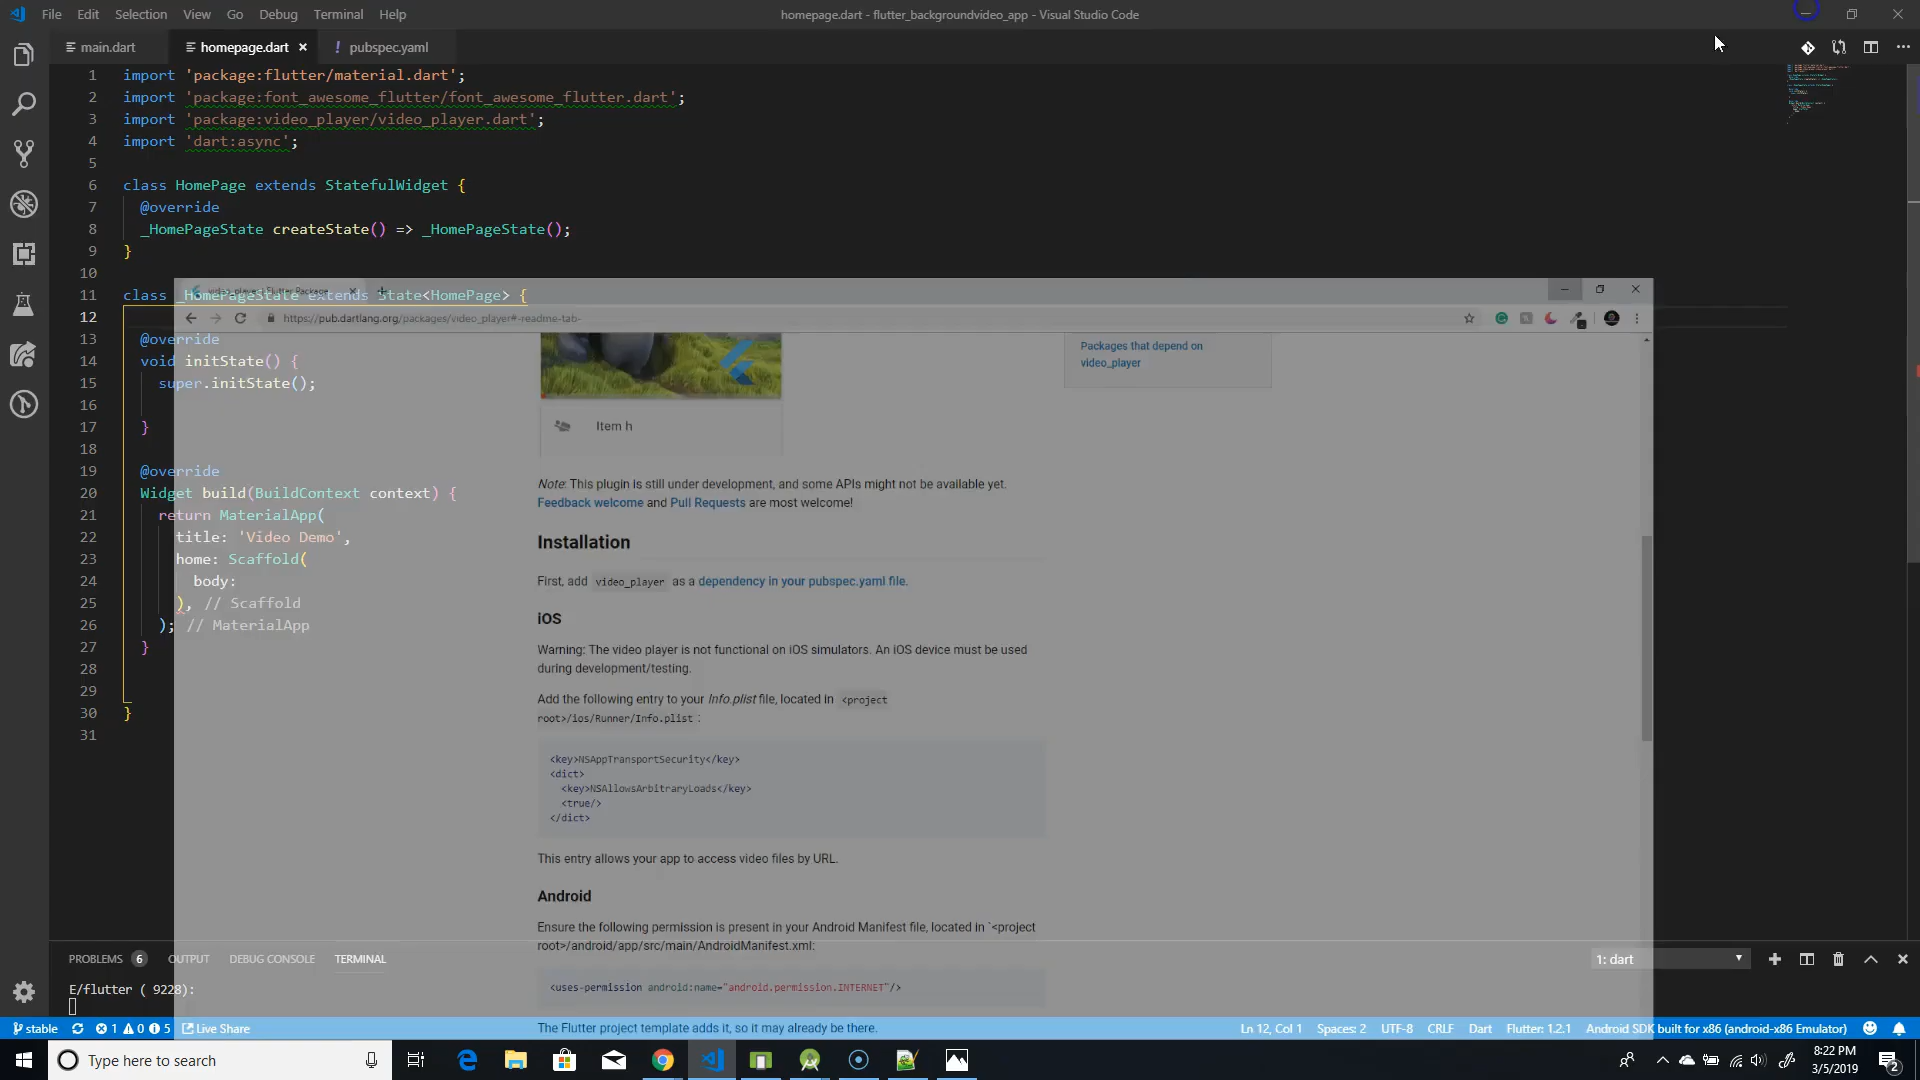 File Edit Selection View Go Debug Terminal Help
homepage.dart - flutter_backgroundvideo_app - Visual Studio Code
main.dart
homepage.dart
! pubspec.yaml
1 import 'package:flutter/material.dart';
2 import 'package:font_awesome_flutter/font_awesome_flutter.dart';
3 import 'package:video_player/video_player.dart';
4 import 'dart:async';
5
6 class HomePage extends StatefulWidget {
7 @override
8 _HomePageState createState() => _HomePageState();
9 }
10
11 class _HomePageState extends State<HomePage> {
12
13 @override
14 void initState() {
15 super.initState();
16
17 }
18
19 @override
20 Widget build(BuildContext context) {
21 return MaterialApp(
22 title: 'Video Demo',
23 home: Scaffold(
24 body:
25 ), // Scaffold
26 ); // MaterialApp
27 }
28
29
30 }
31
video_player | Flutter Package
https://pub.dartlang.org/packages/video_player#-readme-tab-
Packages that depend on
video_player
Item h
Note: This plugin is still under development, and some APIs might not be available yet.
Feedback welcome and Pull Requests are most welcome!
Installation
First, add video_player as a dependency in your pubspec.yaml file.
iOS
Warning: The video player is not functional on iOS simulators. An iOS device must be used
during development/testing.
Add the following entry to your Info.plist file, located in <project
root>/ios/Runner/Info.plist :
<key>NSAppTransportSecurity</key>
<dict>
<key>NSAllowsArbitraryLoads</key>
<true/>
</dict>
This entry allows your app to access video files by URL.
Android
Ensure the following permission is present in your Android Manifest file, located in `<project
root>/android/app/src/main/AndroidManifest.xml:
<uses-permission android:name="android.permission.INTERNET"/>
The Flutter project template adds it, so it may already be there.
PROBLEMS 6 OUTPUT DEBUG CONSOLE TERMINAL
1: dart
E/flutter ( 9228):
stable 1 0 5 Live Share
Ln 12, Col 1 Spaces: 2 UTF-8 CRLF Dart Flutter: 1.2.1 Android SDK built for x86 (android-x86 Emulator)
Type here to search
8:22 PM
3/5/2019
2